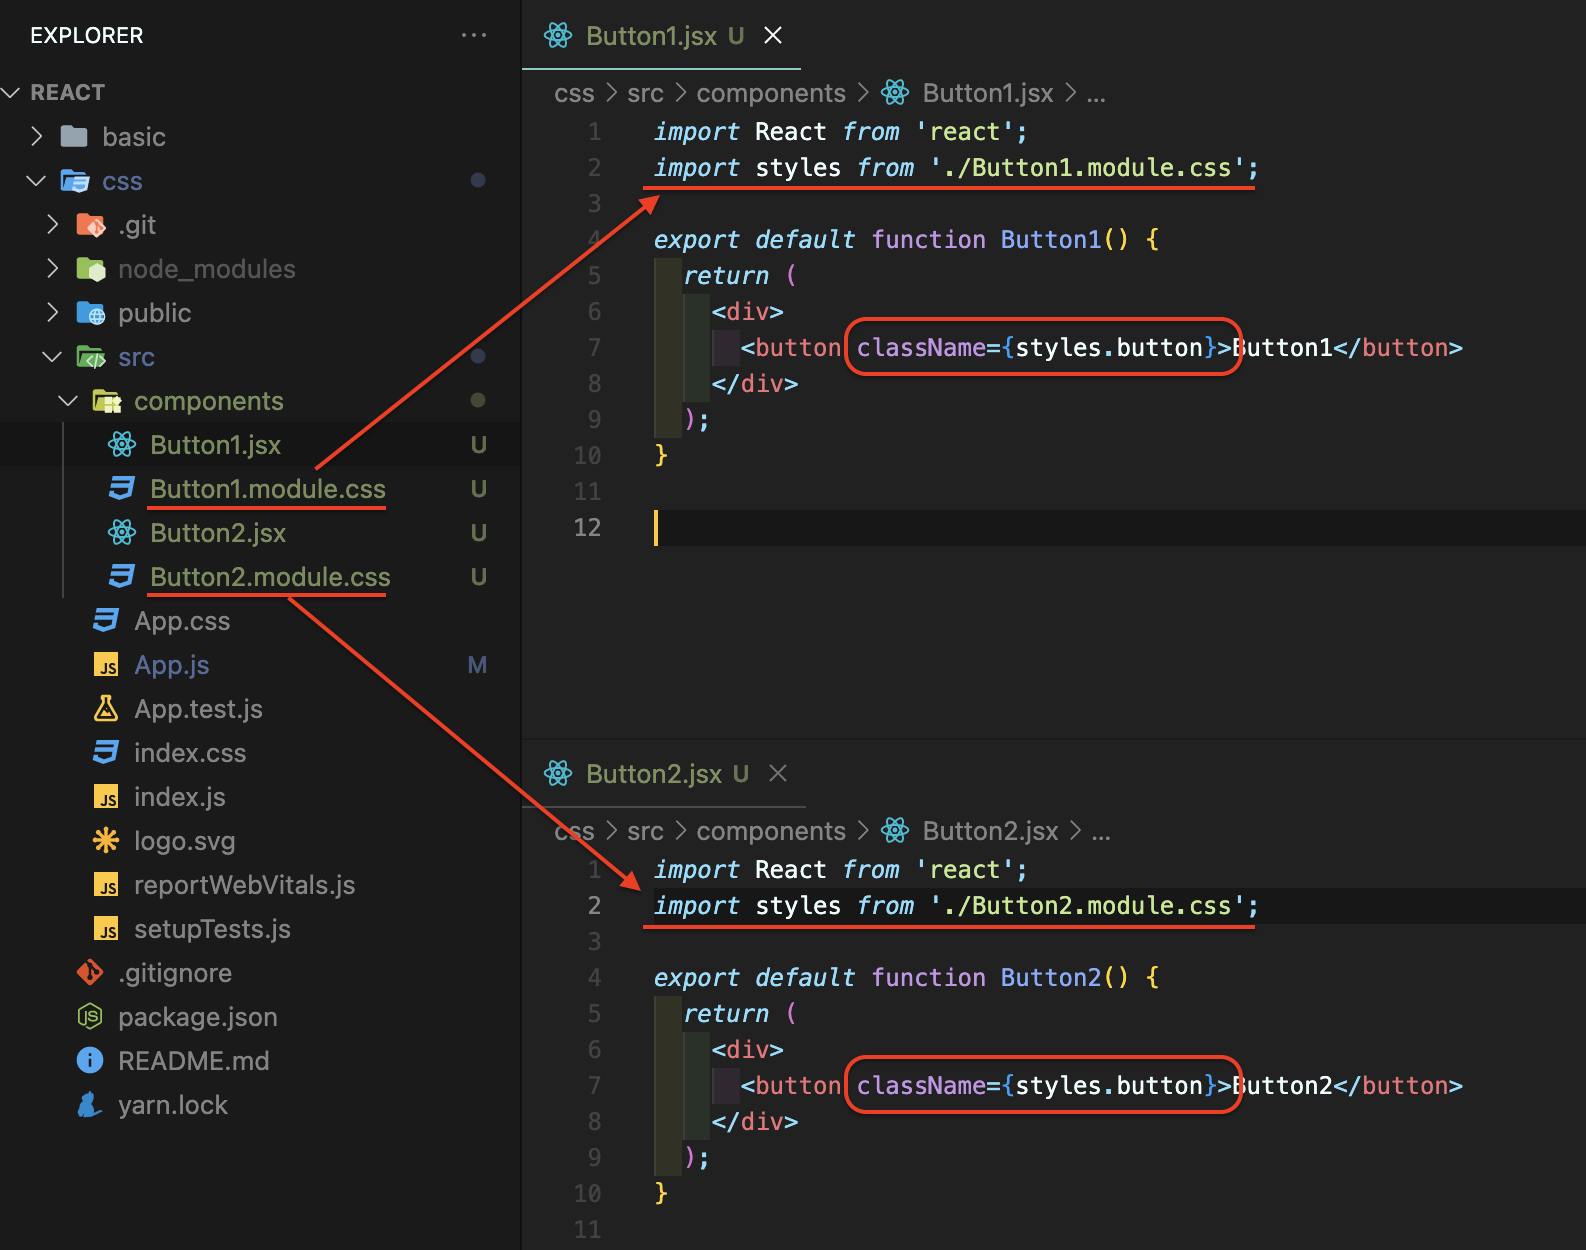 EXPLORER
REACT
basic
css
.git
node_modules
public
src
components
Button1.jsx U
Button1.module.css U
Button2.jsx U
Button2.module.css U
App.css
JS App.js M
App.test.js
index.css
JS index.js
logo.svg
JS reportWebVitals.js
JS setupTests.js
.gitignore
JS package.json
i README.md
yarn.lock
Button1.jsx U
css > src > components > Button1.jsx > ...
1 import React from 'react';
2 import styles from './Button1.module.css';
3
4 export default function Button1() {
5 return (
6 <div>
7 <button className={styles.button}>Button1</button>
8 </div>
9 );
10 }
11
12
Button2.jsx U
css > src > components > Button2.jsx > ...
1 import React from 'react';
2 import styles from './Button2.module.css';
3
4 export default function Button2() {
5 return (
6 <div>
7 <button className={styles.button}>Button2</button>
8 </div>
9 );
10 }
11